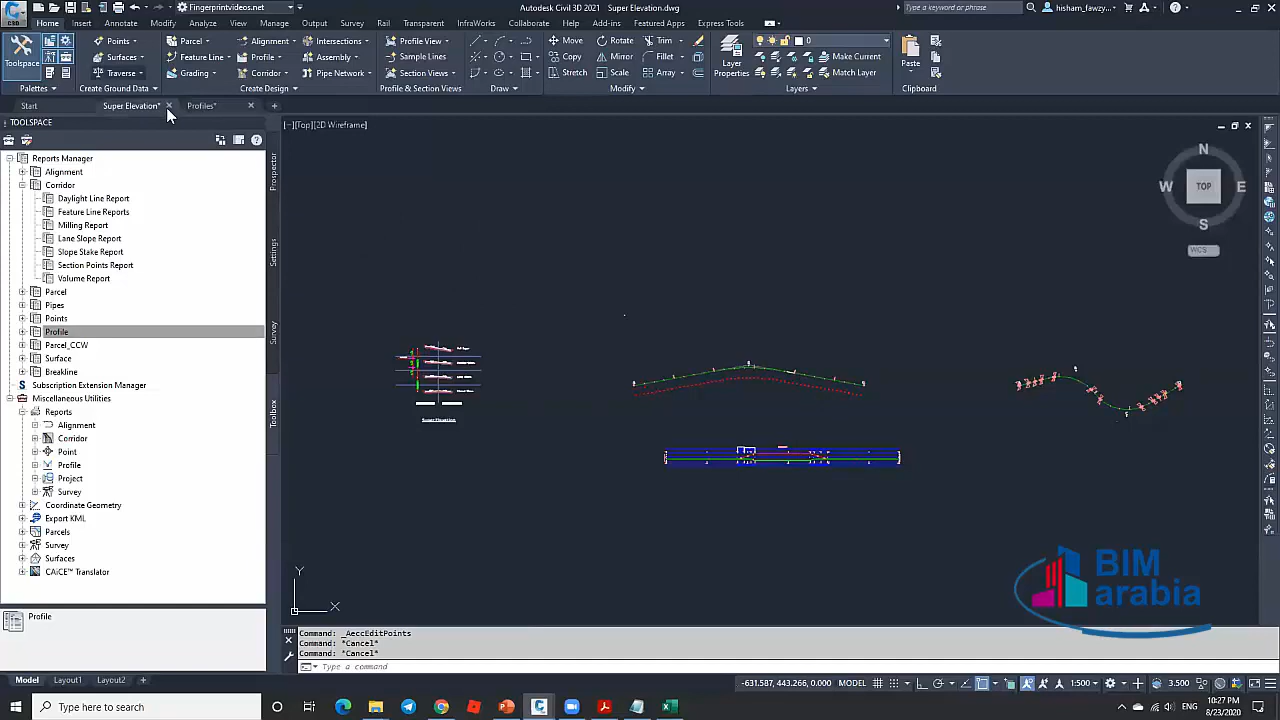 Fingerprintvideos.net
Autodesk Civil 3D 2021 Super Elevation.dwg
Type a keyword or phrase
hisham_fawzy...
Home Insert Annotate Modify Analyze View Manage Output Survey Rail Transparent InfraWorks Collaborate Help Add-ins Featured Apps Express Tools
Toolspace
Points
Surfaces
Traverse
Parcel
Feature Line
Grading
Alignment
Profile
Corridor
Intersections
Assembly
Pipe Network
Profile View
Sample Lines
Section Views
Move Rotate Trim
Copy Mirror Fillet
Stretch Scale Array
Layer Properties
0
Make Current
Match Layer
Paste
Palettes Create Ground Data Create Design Profile & Section Views Draw Modify Layers Clipboard
Start Super Elevation* Profiles*
TOOLSPACE
Prospector
Settings
Survey
Toolbox
Reports Manager
Alignment
Corridor
Daylight Line Report
Feature Line Reports
Milling Report
Lane Slope Report
Slope Stake Report
Section Points Report
Volume Report
Parcel
Pipes
Points
Profile
Parcel_CCW
Surface
Breakline
Subscription Extension Manager
Miscellaneous Utilities
Reports
Alignment
Corridor
Point
Profile
Project
Survey
Coordinate Geometry
Export KML
Parcels
Survey
Surfaces
CAiCE™ Translator
Profile
[−][Top][2D Wireframe]
N
W TOP E
S
WCS
Super Elevation
Y
X
BIM
arabia
Command: _AeccEditPoints
Command: *Cancel*
Command: *Cancel*
Type a command
Model Layout1 Layout2
-631.587, 443.266, 0.000 MODEL 1:500 3.500
Type here to search
ENG
10:27 PM
8/23/2020